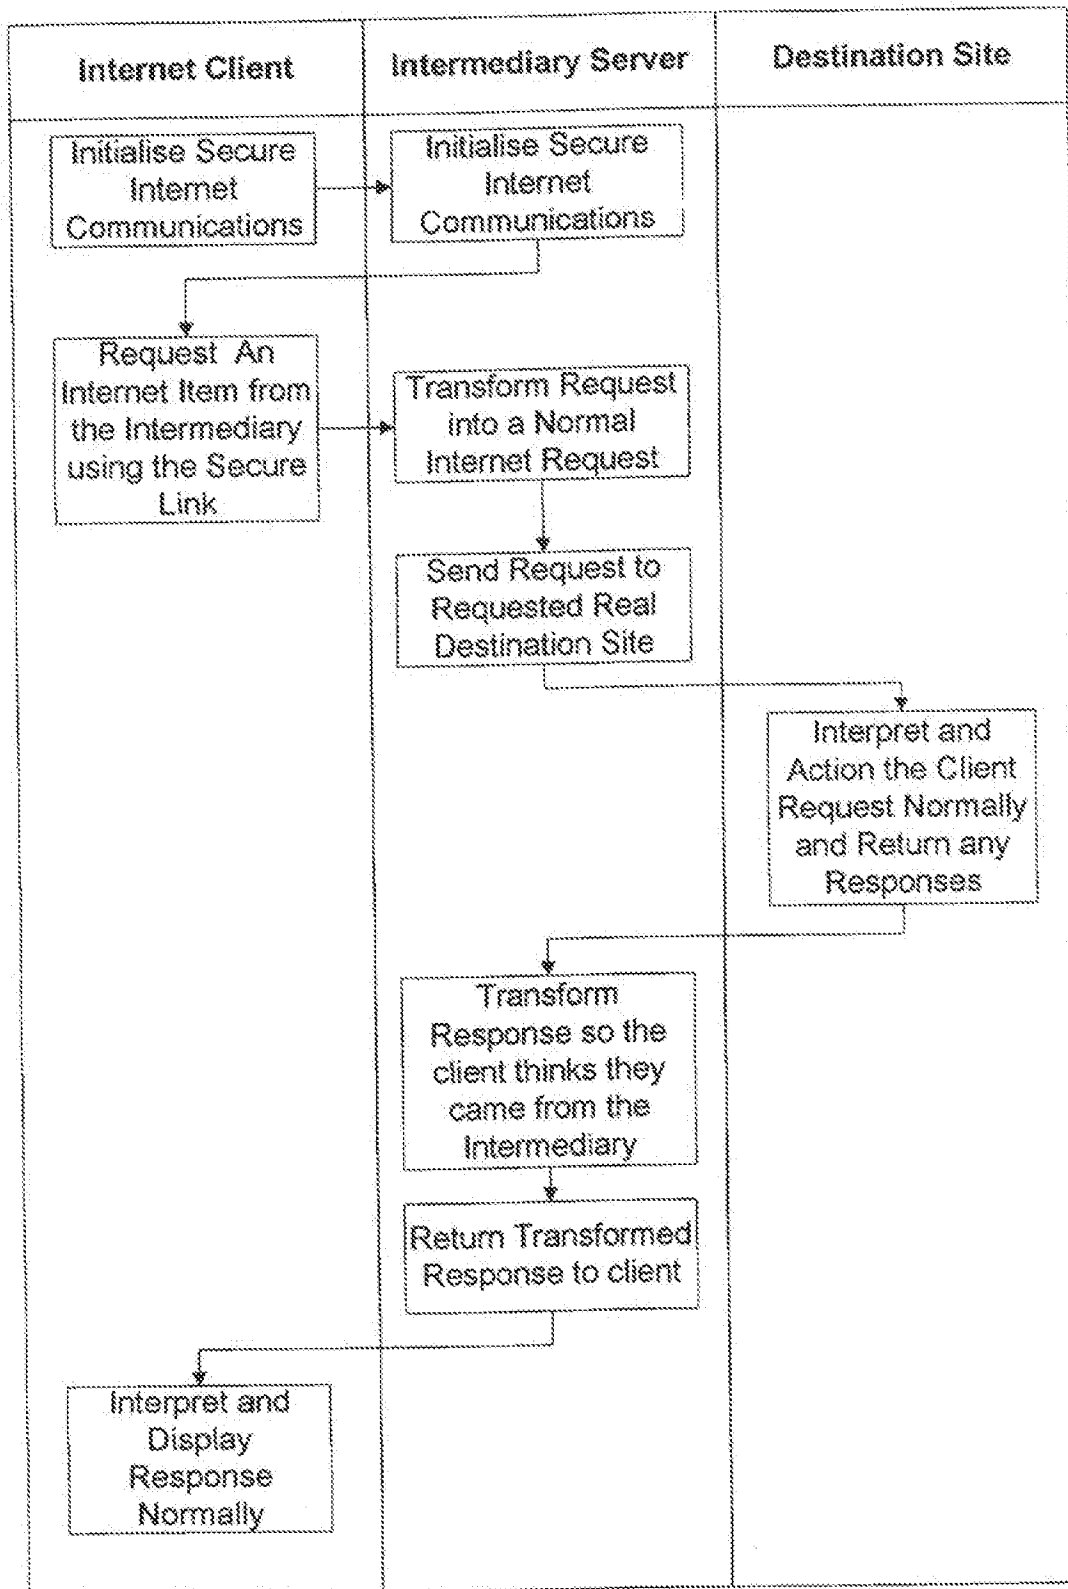 Internet Client
Intermediary Server
Destination Site
Initialise Secure
Internet
Communications
Initialise Secure
Internet
Communications
Request An
Internet Item from
the Intermediary
using the Secure
Link
Transform Request
into a Normal
Internet Request
Send Request to
Requested Real
Destination Site
Interpret and
Action the Client
Request Normally
and Return any
Responses
Transform
Response so the
client thinks they
came from the
Intermediary
Return Transformed
Response to client
Interpret and
Display
Response
Normally